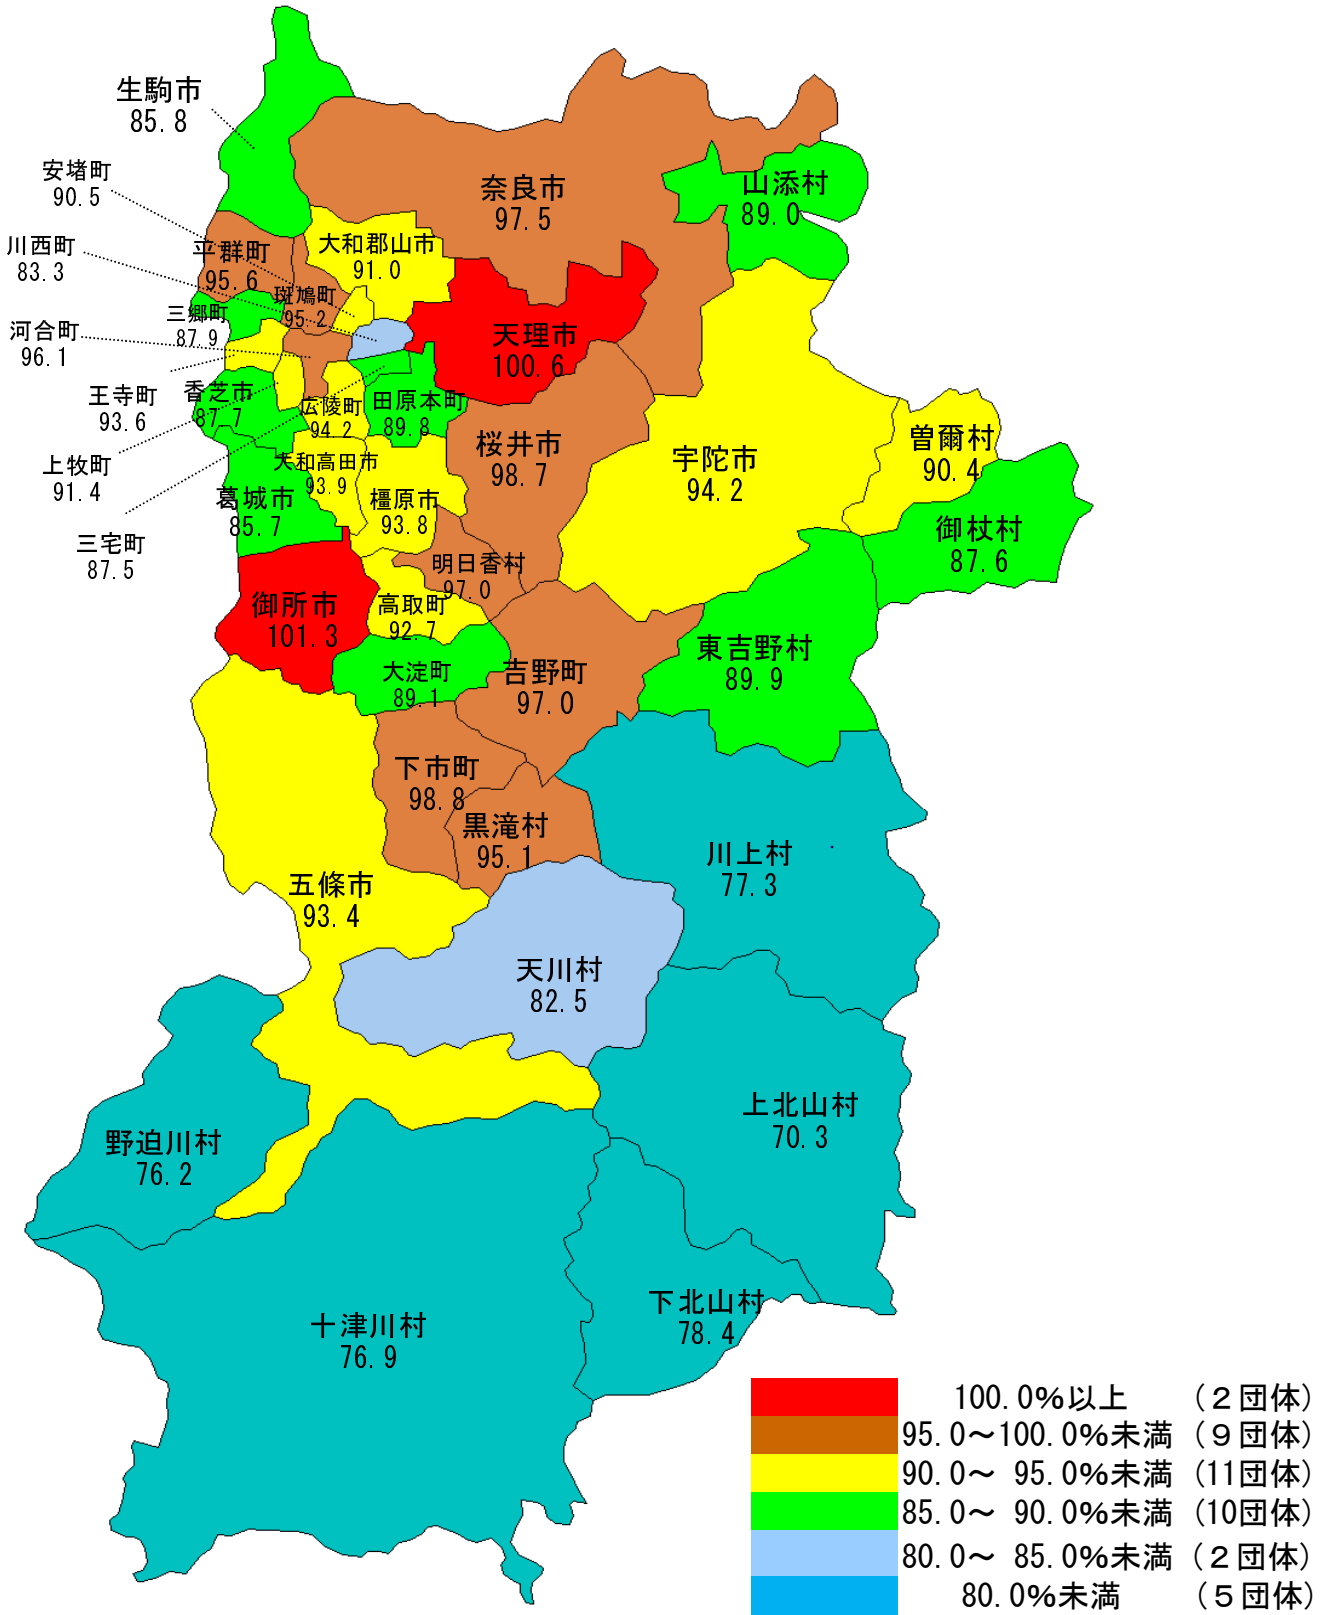 生駒市
85.8
安堵町
90.5
川西町
83.3
河合町
96.1
王寺町
93.6
上牧町
91.4
三宅町
87.5
奈良市
97.5
山添村
89.0
平群町
95.6
大和郡山市
91.0
斑鳩町
95.2
三郷町
87.9
天理市
100.6
香芝市
87.7
広陵町
94.2
田原本町
89.8
桜井市
98.7
宇陀市
94.2
曽爾村
90.4
御杖村
87.6
大和高田市
93.9
橿原市
93.8
葛城市
85.7
明日香村
97.0
御所市
101.3
高取町
92.7
大淀町
89.1
吉野町
97.0
東吉野村
89.9
下市町
98.8
黒滝村
95.1
川上村
77.3
五條市
93.4
天川村
82.5
野迫川村
76.2
上北山村
70.3
下北山村
78.4
十津川村
76.9
100.0%以上 （２団体）
95.0～100.0%未満（９団体）
90.0～ 95.0%未満（11団体）
85.0～ 90.0%未満（10団体）
80.0～ 85.0%未満（２団体）
80.0%未満 （５団体）